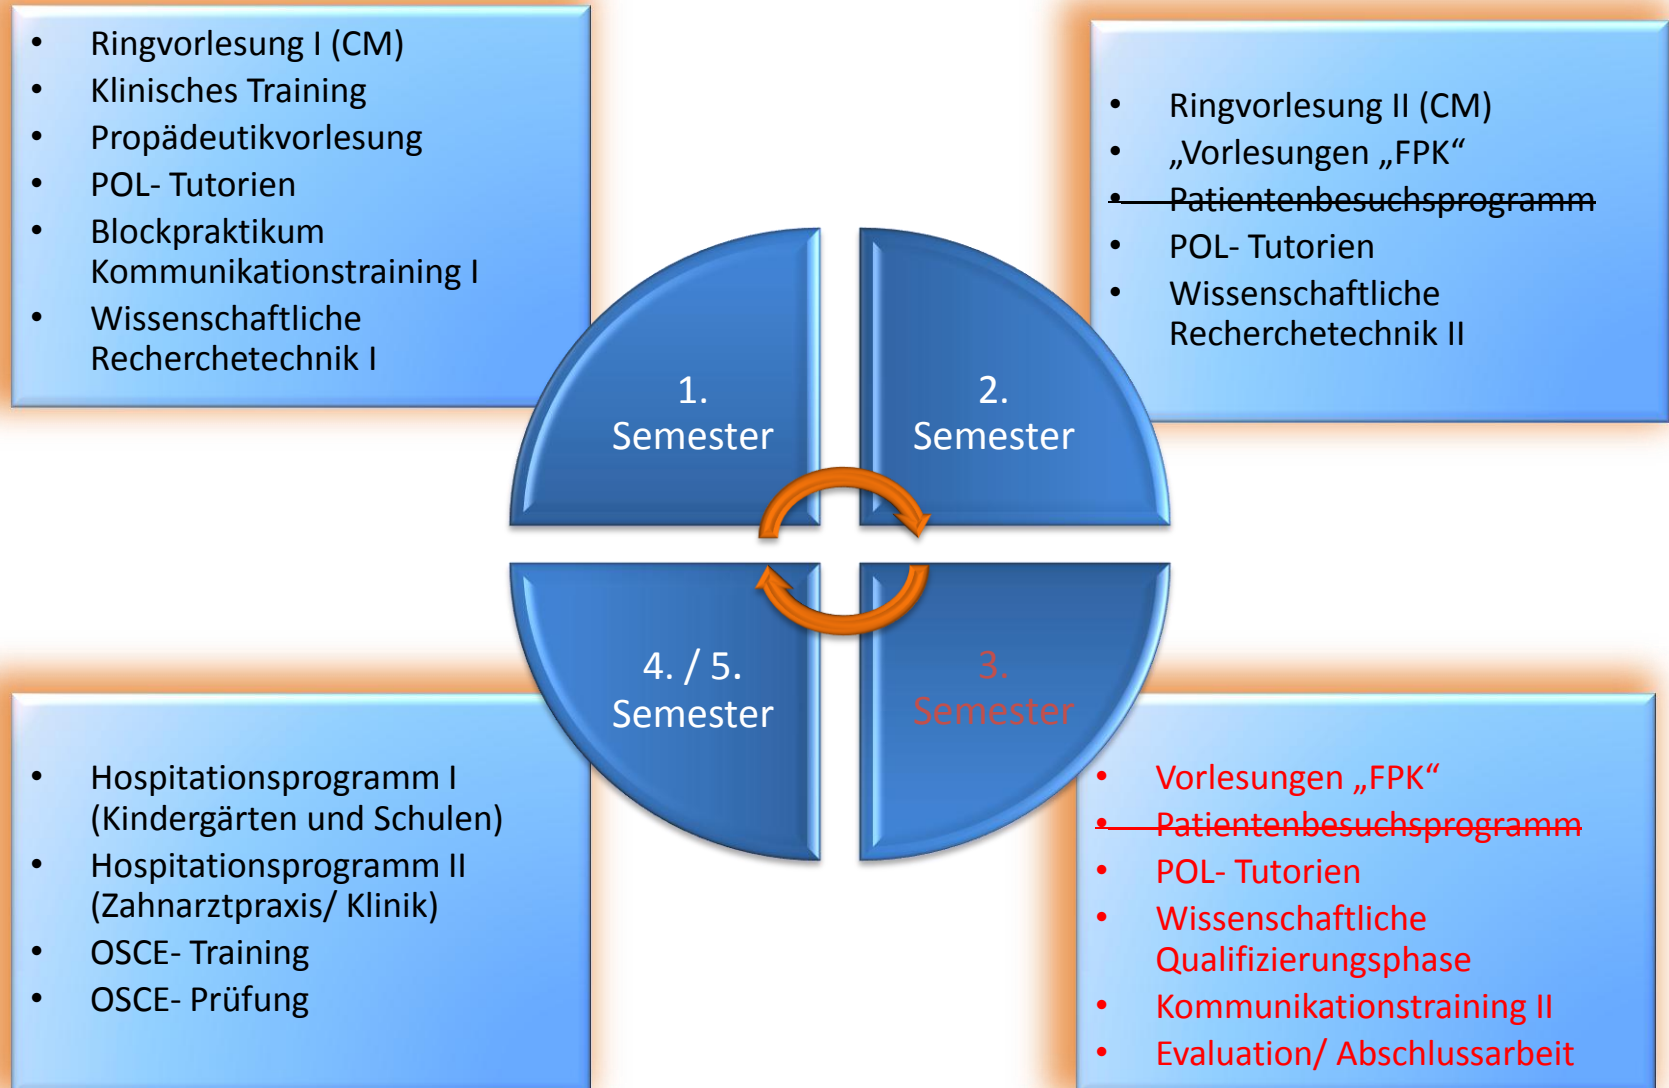 • Ringvorlesung I (CM)
• Klinisches Training
• Propädeutikvorlesung
• POL- Tutorien
• Blockpraktikum
Kommunikationstraining I
• Wissenschaftliche
Recherchetechnik I
• Ringvorlesung II (CM)
• „Vorlesungen „FPK“
• Patientenbesuchsprogramm
• POL- Tutorien
• Wissenschaftliche
Recherchetechnik II
1.
Semester
2.
Semester
4. / 5.
Semester
3.
Semester
• Hospitationsprogramm I
(Kindergärten und Schulen)
• Hospitationsprogramm II
(Zahnarztpraxis/ Klinik)
• OSCE- Training
• OSCE- Prüfung
• Vorlesungen „FPK“
• Patientenbesuchsprogramm
• POL- Tutorien
• Wissenschaftliche
Qualifizierungsphase
• Kommunikationstraining II
• Evaluation/ Abschlussarbeit